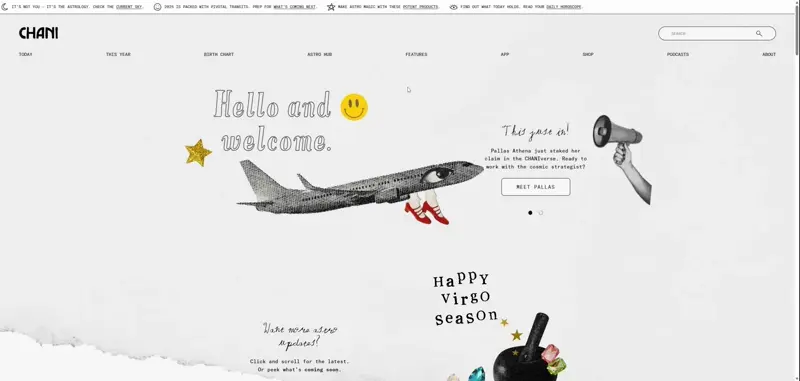 IT'S NOT YOU — IT'S THE ASTROLOGY. CHECK THE CURRENT SKY.
2025 IS PACKED WITH PIVOTAL TRANSITS. PREP FOR WHAT'S COMING NEXT.
MAKE ASTRO MAGIC WITH THESE POTENT PRODUCTS.
FIND OUT WHAT TODAY HOLDS. READ YOUR DAILY HOROSCOPE.
CHANI
SEARCH
TODAY
THIS YEAR
BIRTH CHART
ASTRO HUB
FEATURES
APP
SHOP
PODCASTS
ABOUT
Hello and
welcome.
This just in!
Pallas Athena just staked her
claim in the CHANIverse. Ready to
work with the cosmic strategist?
MEET PALLAS
HaPPY
VirgO
seasOn
Want more astro
updates?
Click and scroll for the latest.
Or peek what's coming soon.